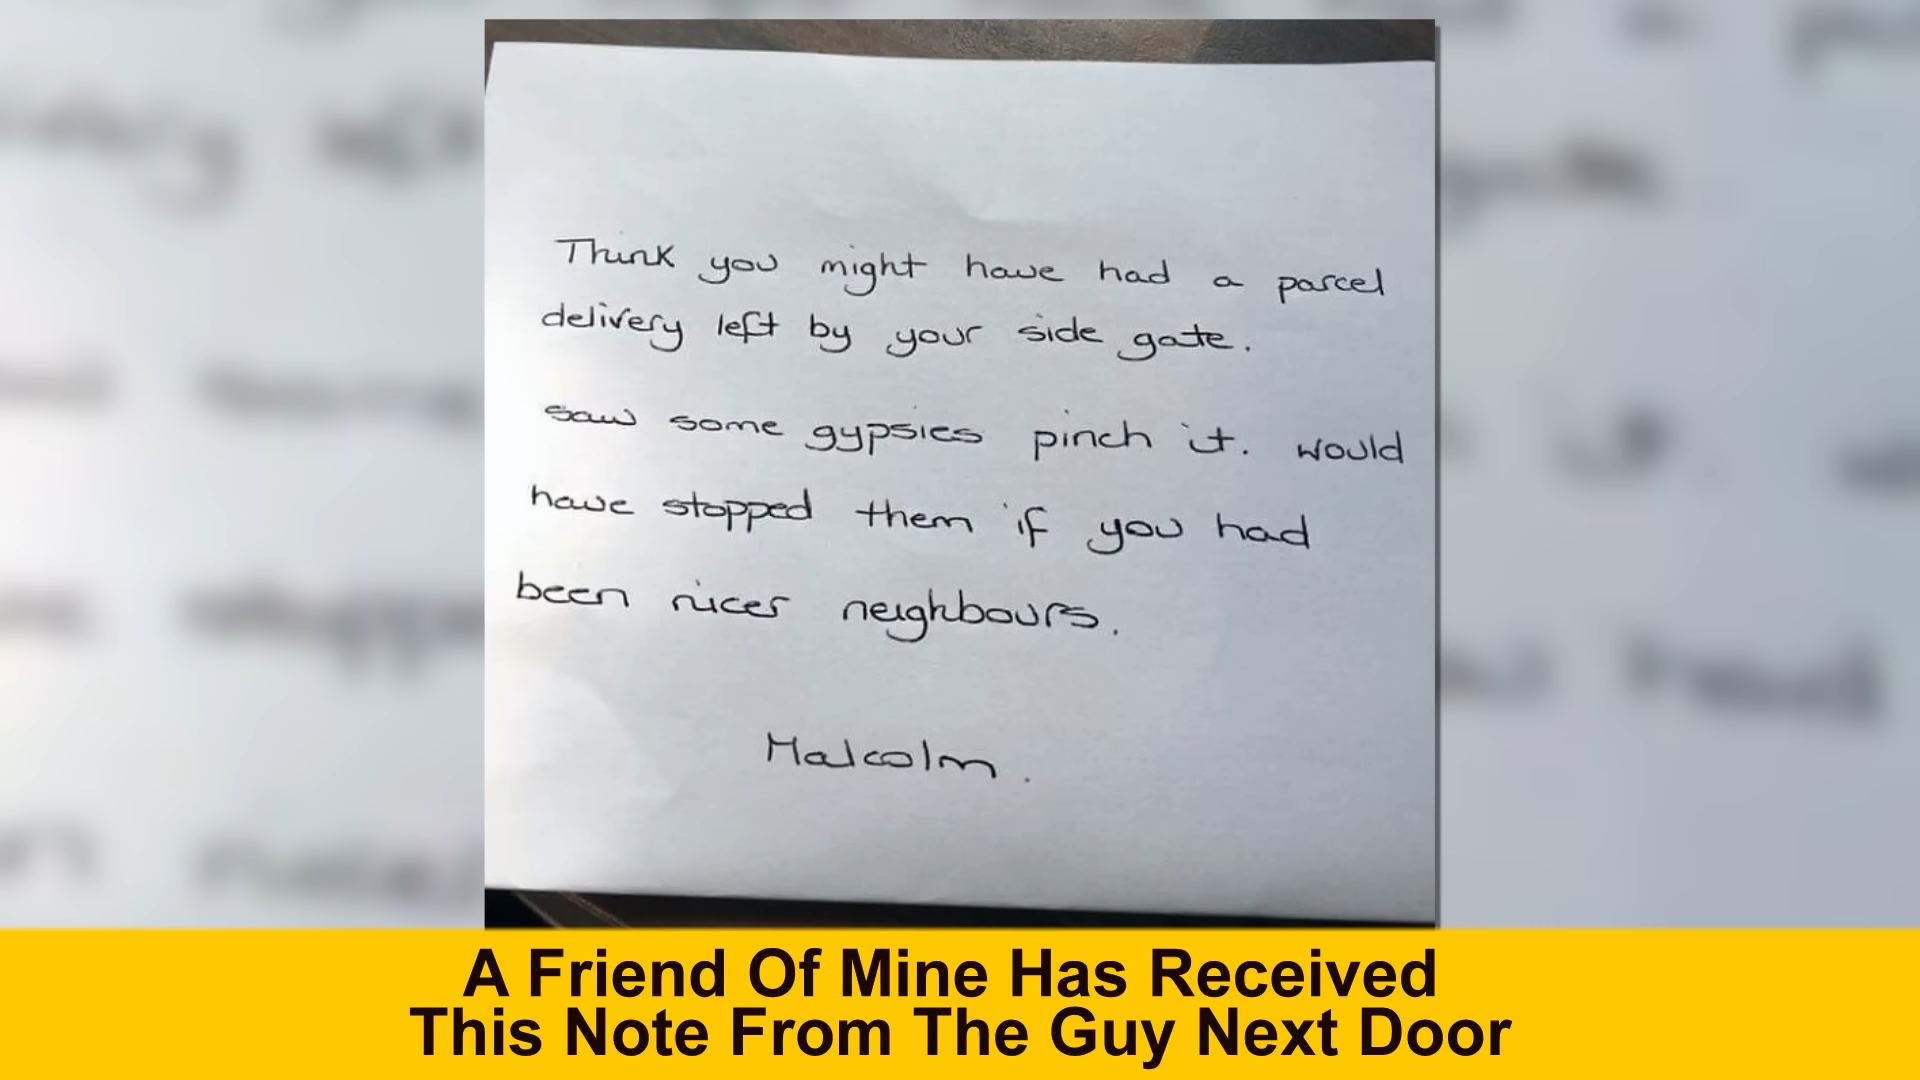 Think you might have had a parcel
delivery left by your side gate.
saw some gypsies pinch it. would
have stopped them if you had
been nicer neighbours.
Malcolm.
A Friend Of Mine Has Received
This Note From The Guy Next Door